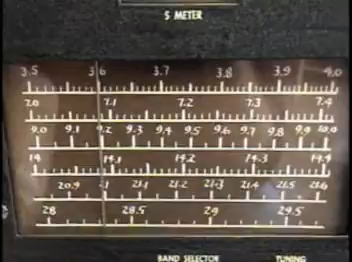 S METER
3.5 3.6 3.7 3.8 3.9 4.0
7.0 7.1 7.2 7.3 7.4
9.0 9.1 9.2 9.3 9.4 9.5 9.6 9.7 9.8 9.9
14 14.1 14.2 14.3 14.4
20.9 21.1 21.2 21.3 21.4 21.5 21.6
28 28.5 29 29.5
BAND SELECTOR TUNING